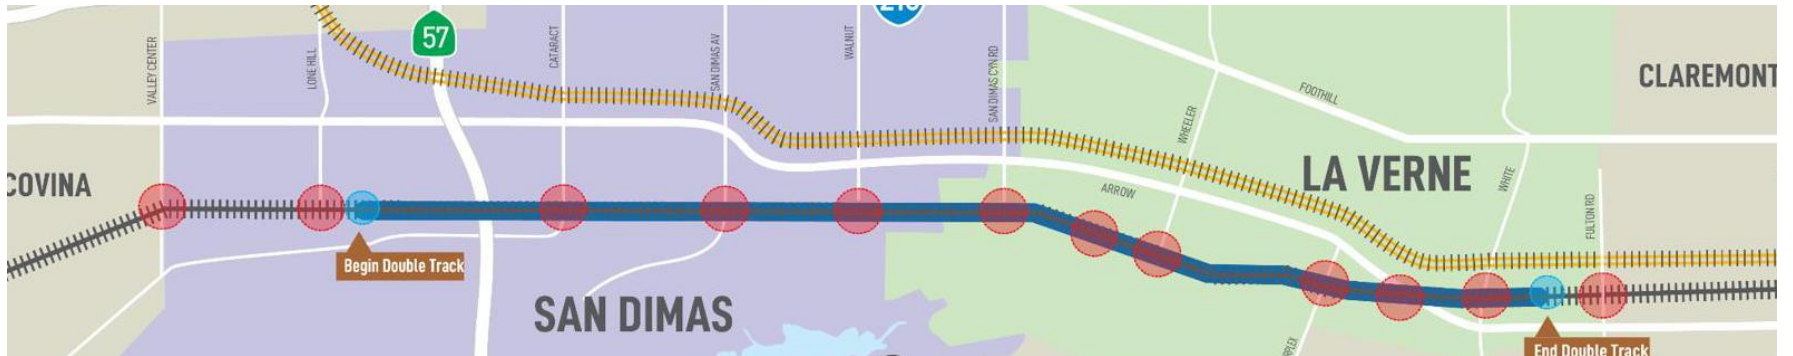 57
VALLEY CENTER
LONE HILL
CATARACT
SAN DIMAS AV
WALNUT
SAN DIMAS CYN RD
WHEELER
FOOTHILL
CLAREMONT
COVINA
LA VERNE
ARROW
WHITE
FULTON RD
Begin Double Track
SAN DIMAS
End Double Track